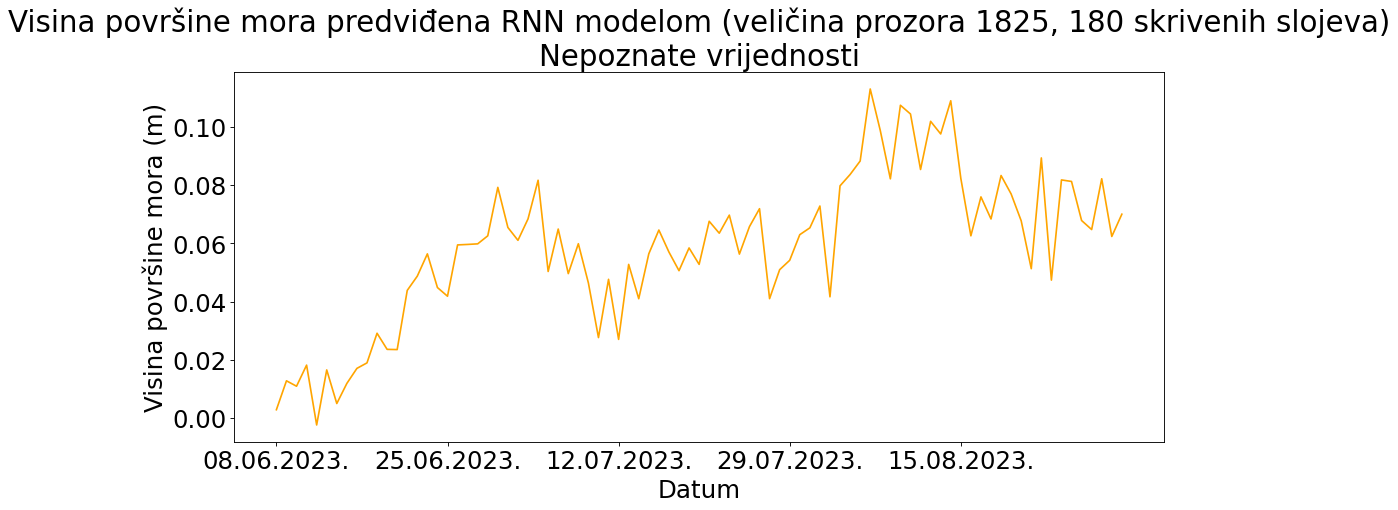 Visina površine mora predviđena RNN modelom (veličina prozora 1825, 180 skrivenih slojeva)
Nepoznate vrijednosti
Visina površine mora (m)
0.10
0.08
0.06
0.04
0.02
0.00
08.06.2023. 25.06.2023. 12.07.2023. 29.07.2023. 15.08.2023.
Datum